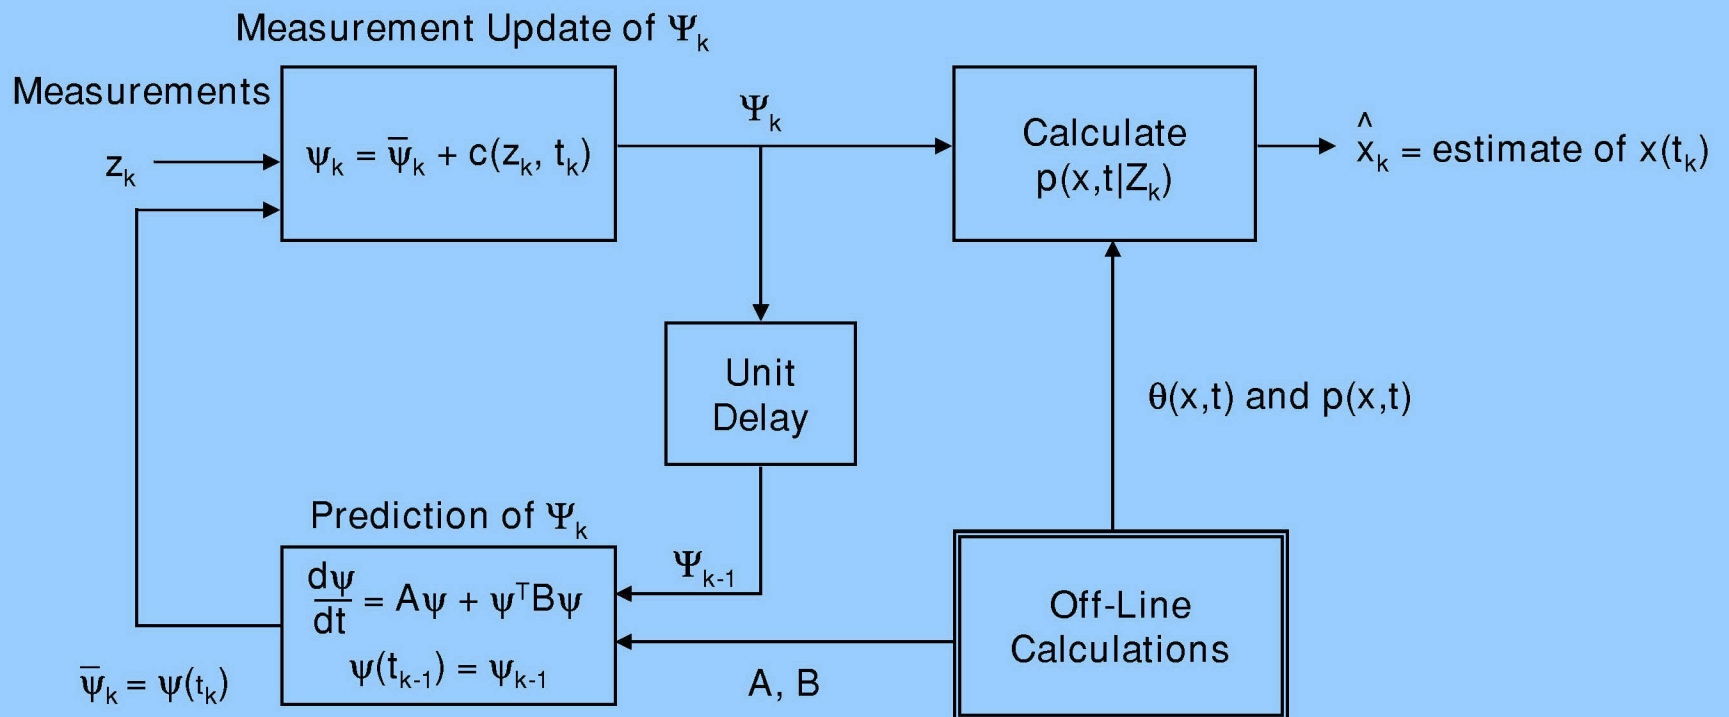 Measurement Update of Ψₖ
Measurements
zₖ
ψₖ = ψ̅ₖ + c(zₖ, tₖ)
Ψₖ
Calculate
p(x,t|Zₖ)
x̂ₖ = estimate of x(tₖ)
Unit
Delay
θ(x,t) and p(x,t)
Prediction of Ψₖ
Ψₖ₋₁
dψ/dt = Aψ + ψᵀBψ
ψ(tₖ₋₁) = ψₖ₋₁
ψ̅ₖ = ψ(tₖ)
A, B
Off-Line
Calculations